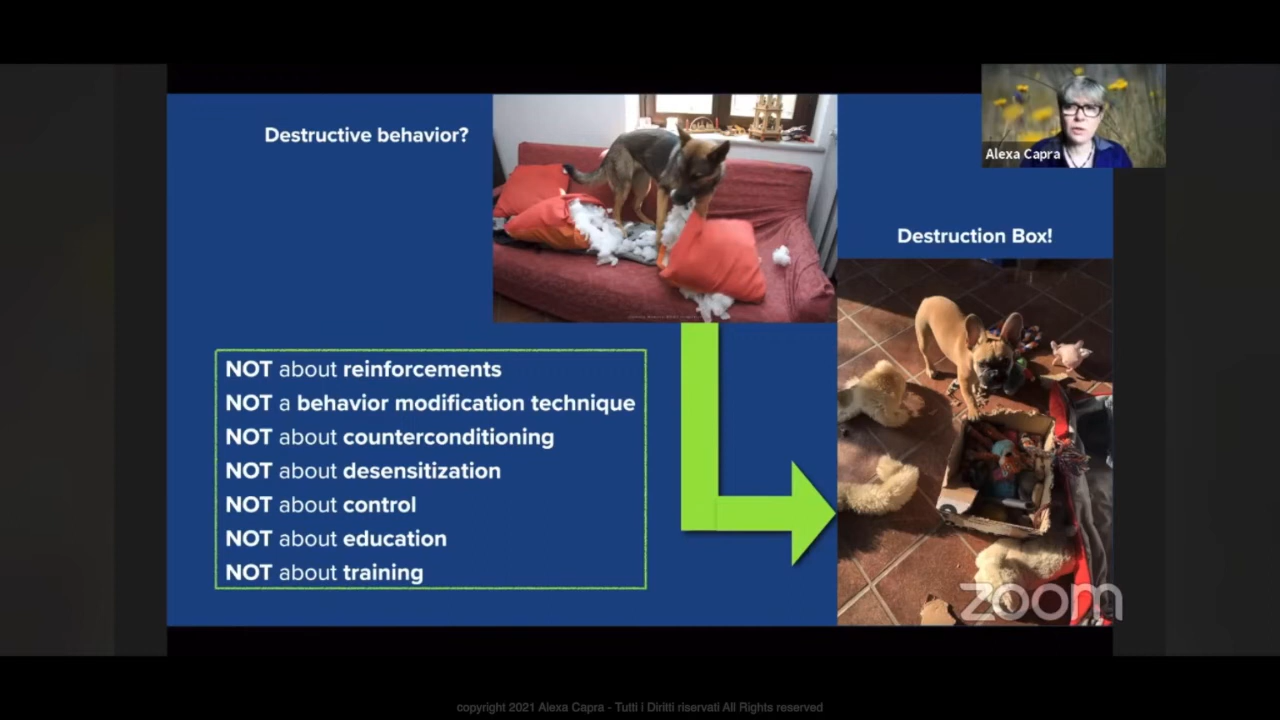 Destructive behavior?
Alexa Capra
Destruction Box!
NOT about reinforcements
NOT a behavior modification technique
NOT about counterconditioning
NOT about desensitization
NOT about control
NOT about education
NOT about training
zoom
copyright 2021 Alexa Capra - Tutti i Diritti riservati All Rights reserved